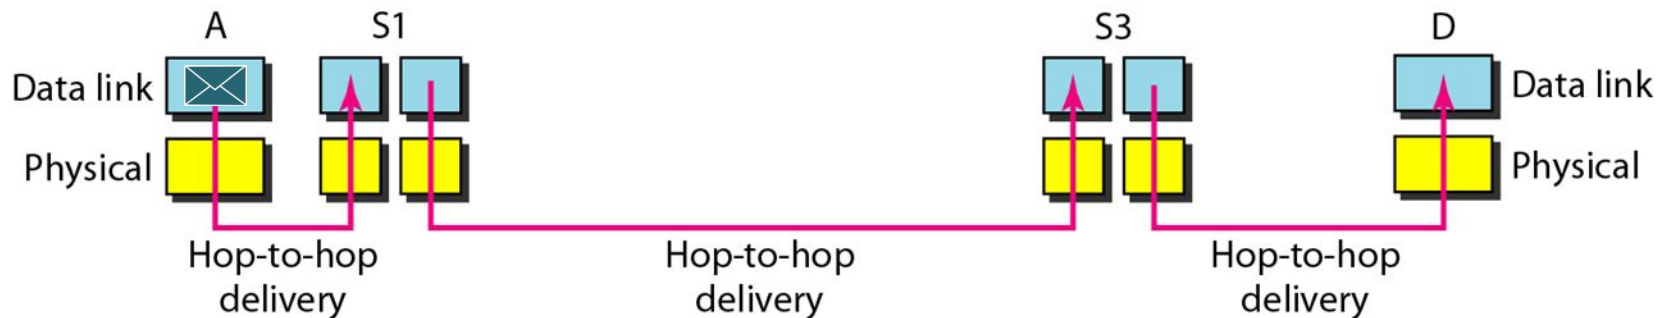 A S1 S3 D
Data link Data link
Physical Physical
Hop-to-hop Hop-to-hop Hop-to-hop
delivery delivery delivery